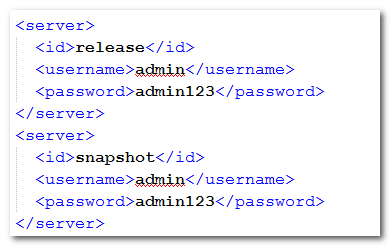 <server>
<id>release</id>
<username>admin</username>
<password>admin123</password>
</server>
<server>
<id>snapshot</id>
<username>admin</username>
<password>admin123</password>
</server>